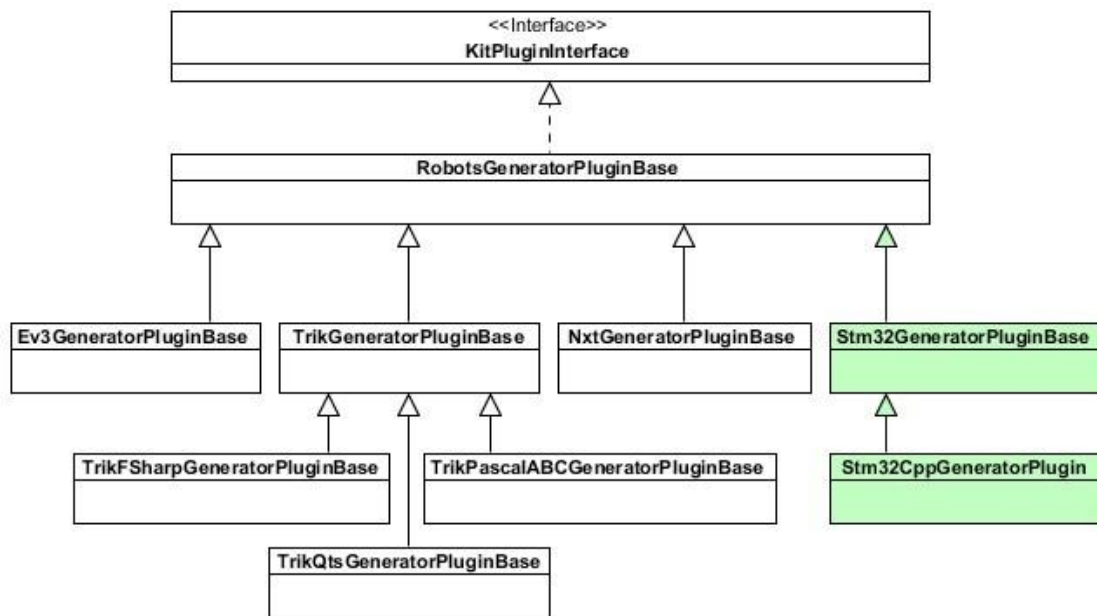 <<Interface>>
KitPluginInterface
RobotsGeneratorPluginBase
Ev3GeneratorPluginBase
TrikGeneratorPluginBase
NxtGeneratorPluginBase
Stm32GeneratorPluginBase
TrikFSharpGeneratorPluginBase
TrikPascalABCGeneratorPluginBase
Stm32CppGeneratorPlugin
TrikQtsGeneratorPluginBase